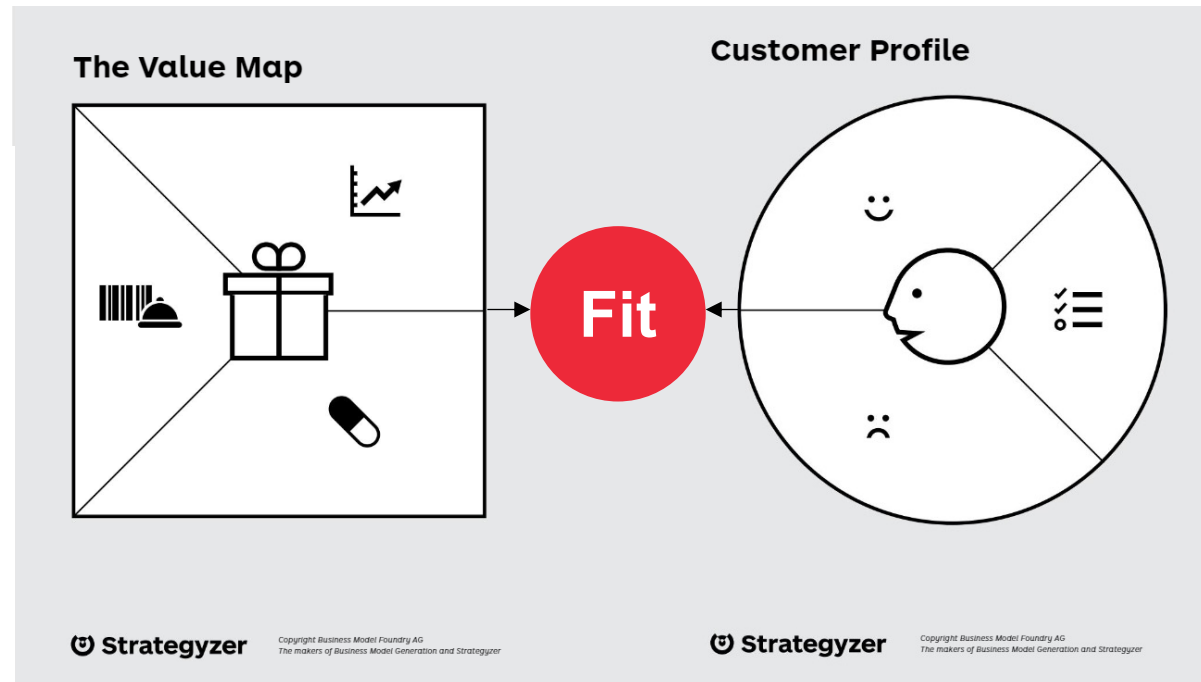 The Value Map
Customer Profile
Fit
Strategyzer
Copyright Business Model Foundry AG
The makers of Business Model Generation and Strategyzer
Strategyzer
Copyright Business Model Foundry AG
The makers of Business Model Generation and Strategyzer